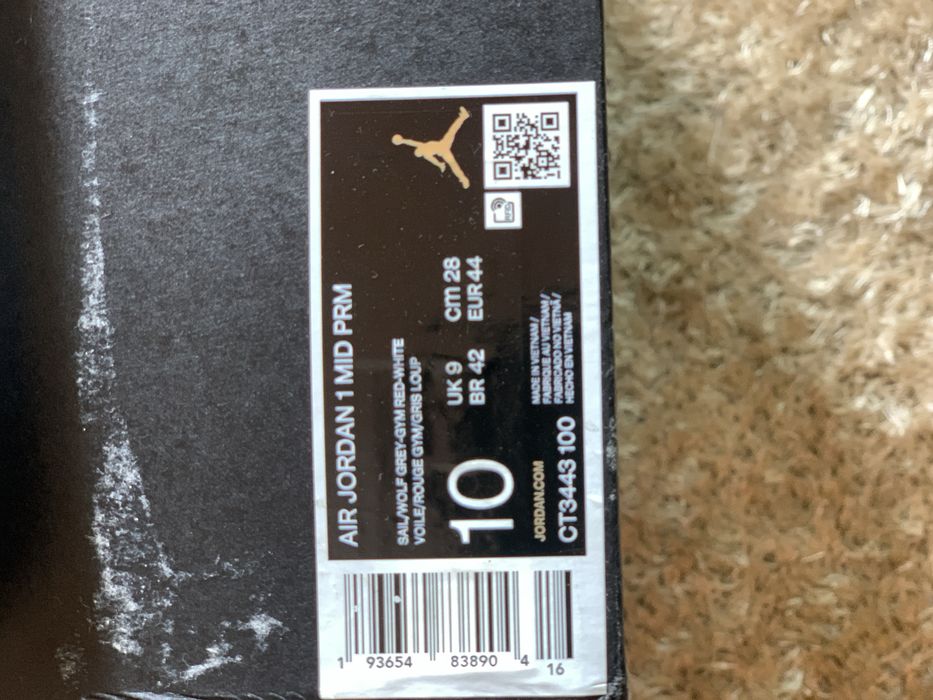 AIR JORDAN 1 MID PRM
SAIL/WOLF GREY-GYM RED-WHITE
VOILE/ROUGE GYM/GRIS LOUP
10
UK 9 cm 28
BR 42 EUR 44
RFID
JORDAN.COM
CT3443 100
MADE IN VIETNAM /
FABRIQUE AU VIETNAM /
FABRICADO NO VIETNÃ /
HECHO EN VIETNAM
1 93654 83890 4 16